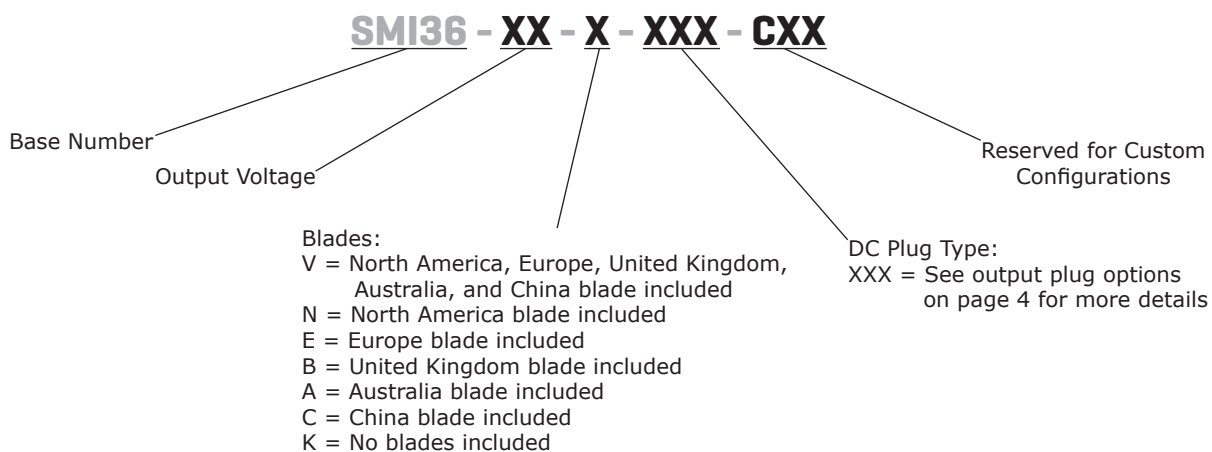 SMI36 - XX - X - XXX - CXX
Base Number
Output Voltage
Reserved for Custom
Configurations
Blades:
V = North America, Europe, United Kingdom,
Australia, and China blade included
N = North America blade included
E = Europe blade included
B = United Kingdom blade included
A = Australia blade included
C = China blade included
K = No blades included
DC Plug Type:
XXX = See output plug options
on page 4 for more details